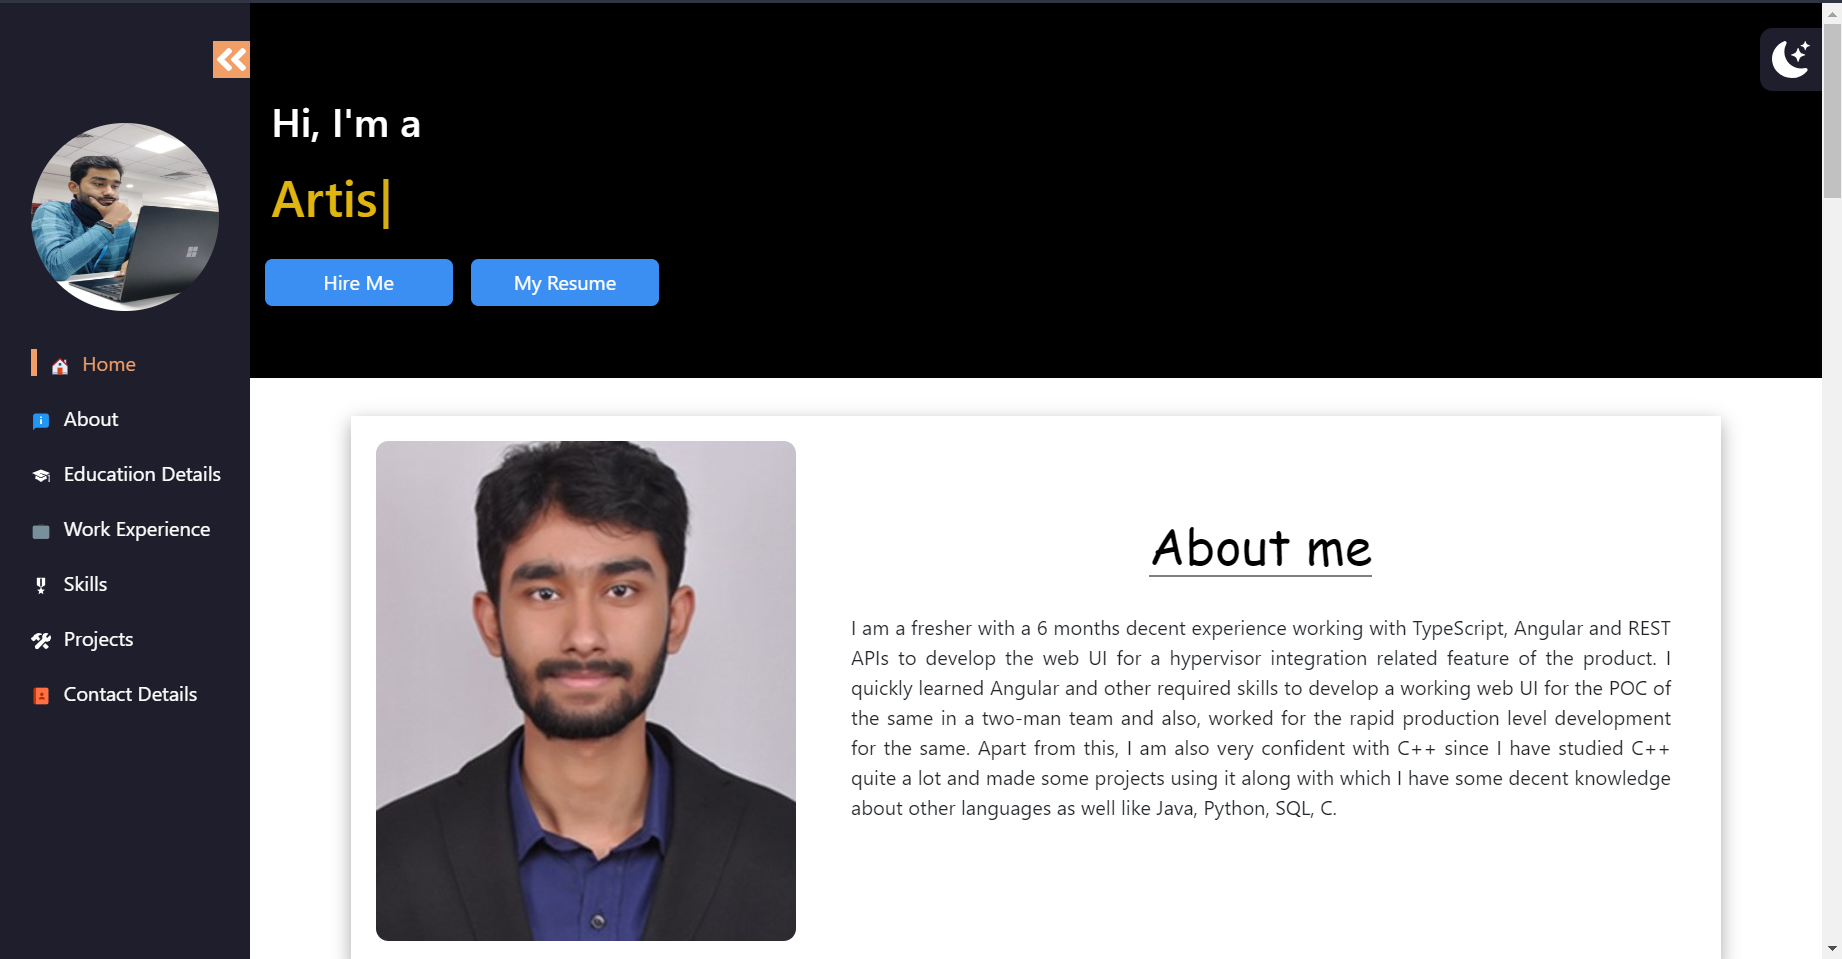 Hi, I'm a
Artis|
Hire Me
My Resume
Home
About
Educatiion Details
Work Experience
Skills
Projects
Contact Details
About me
I am a fresher with a 6 months decent experience working with TypeScript, Angular and REST
APIs to develop the web UI for a hypervisor integration related feature of the product. I
quickly learned Angular and other required skills to develop a working web UI for the POC of
the same in a two-man team and also, worked for the rapid production level development
for the same. Apart from this, I am also very confident with C++ since I have studied C++
quite a lot and made some projects using it along with which I have some decent knowledge
about other languages as well like Java, Python, SQL, C.